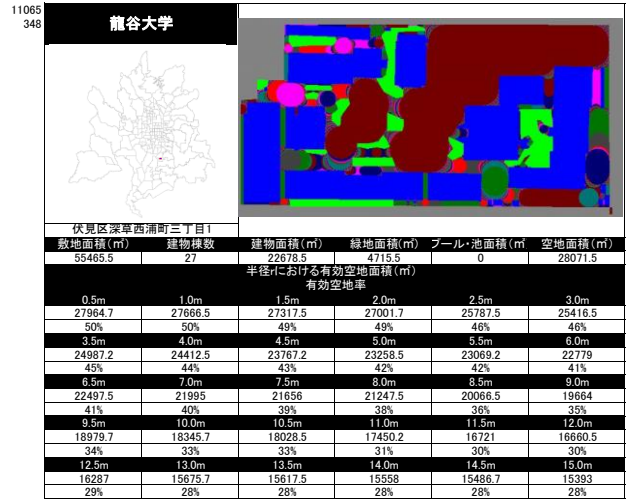 11065
348
龍谷大学
伏見区深草西浦町三丁目1
敷地面積(㎡) 建物棟数 建物面積(㎡) 緑地面積(㎡) プール・池面積(㎡ 空地面積(㎡)
55465.5 27 22678.5 4715.5 0 28071.5
半径rにおける有効空地面積(㎡)
有効空地率
0.5m 1.0m 1.5m 2.0m 2.5m 3.0m
27964.7 27666.5 27317.5 27001.7 25787.5 25416.5
50% 50% 49% 49% 46% 46%
3.5m 4.0m 4.5m 5.0m 5.5m 6.0m
24987.2 24412.5 23767.2 23258.5 23069.2 22779
45% 44% 43% 42% 42% 41%
6.5m 7.0m 7.5m 8.0m 8.5m 9.0m
22497.5 21995 21656 21247.5 20066.5 19664
41% 40% 39% 38% 36% 35%
9.5m 10.0m 10.5m 11.0m 11.5m 12.0m
18979.7 18345.7 18028.5 17450.2 16721 16660.5
34% 33% 33% 31% 30% 30%
12.5m 13.0m 13.5m 14.0m 14.5m 15.0m
16287 15675.7 15617.5 15558 15486.7 15393
29% 28% 28% 28% 28% 28%